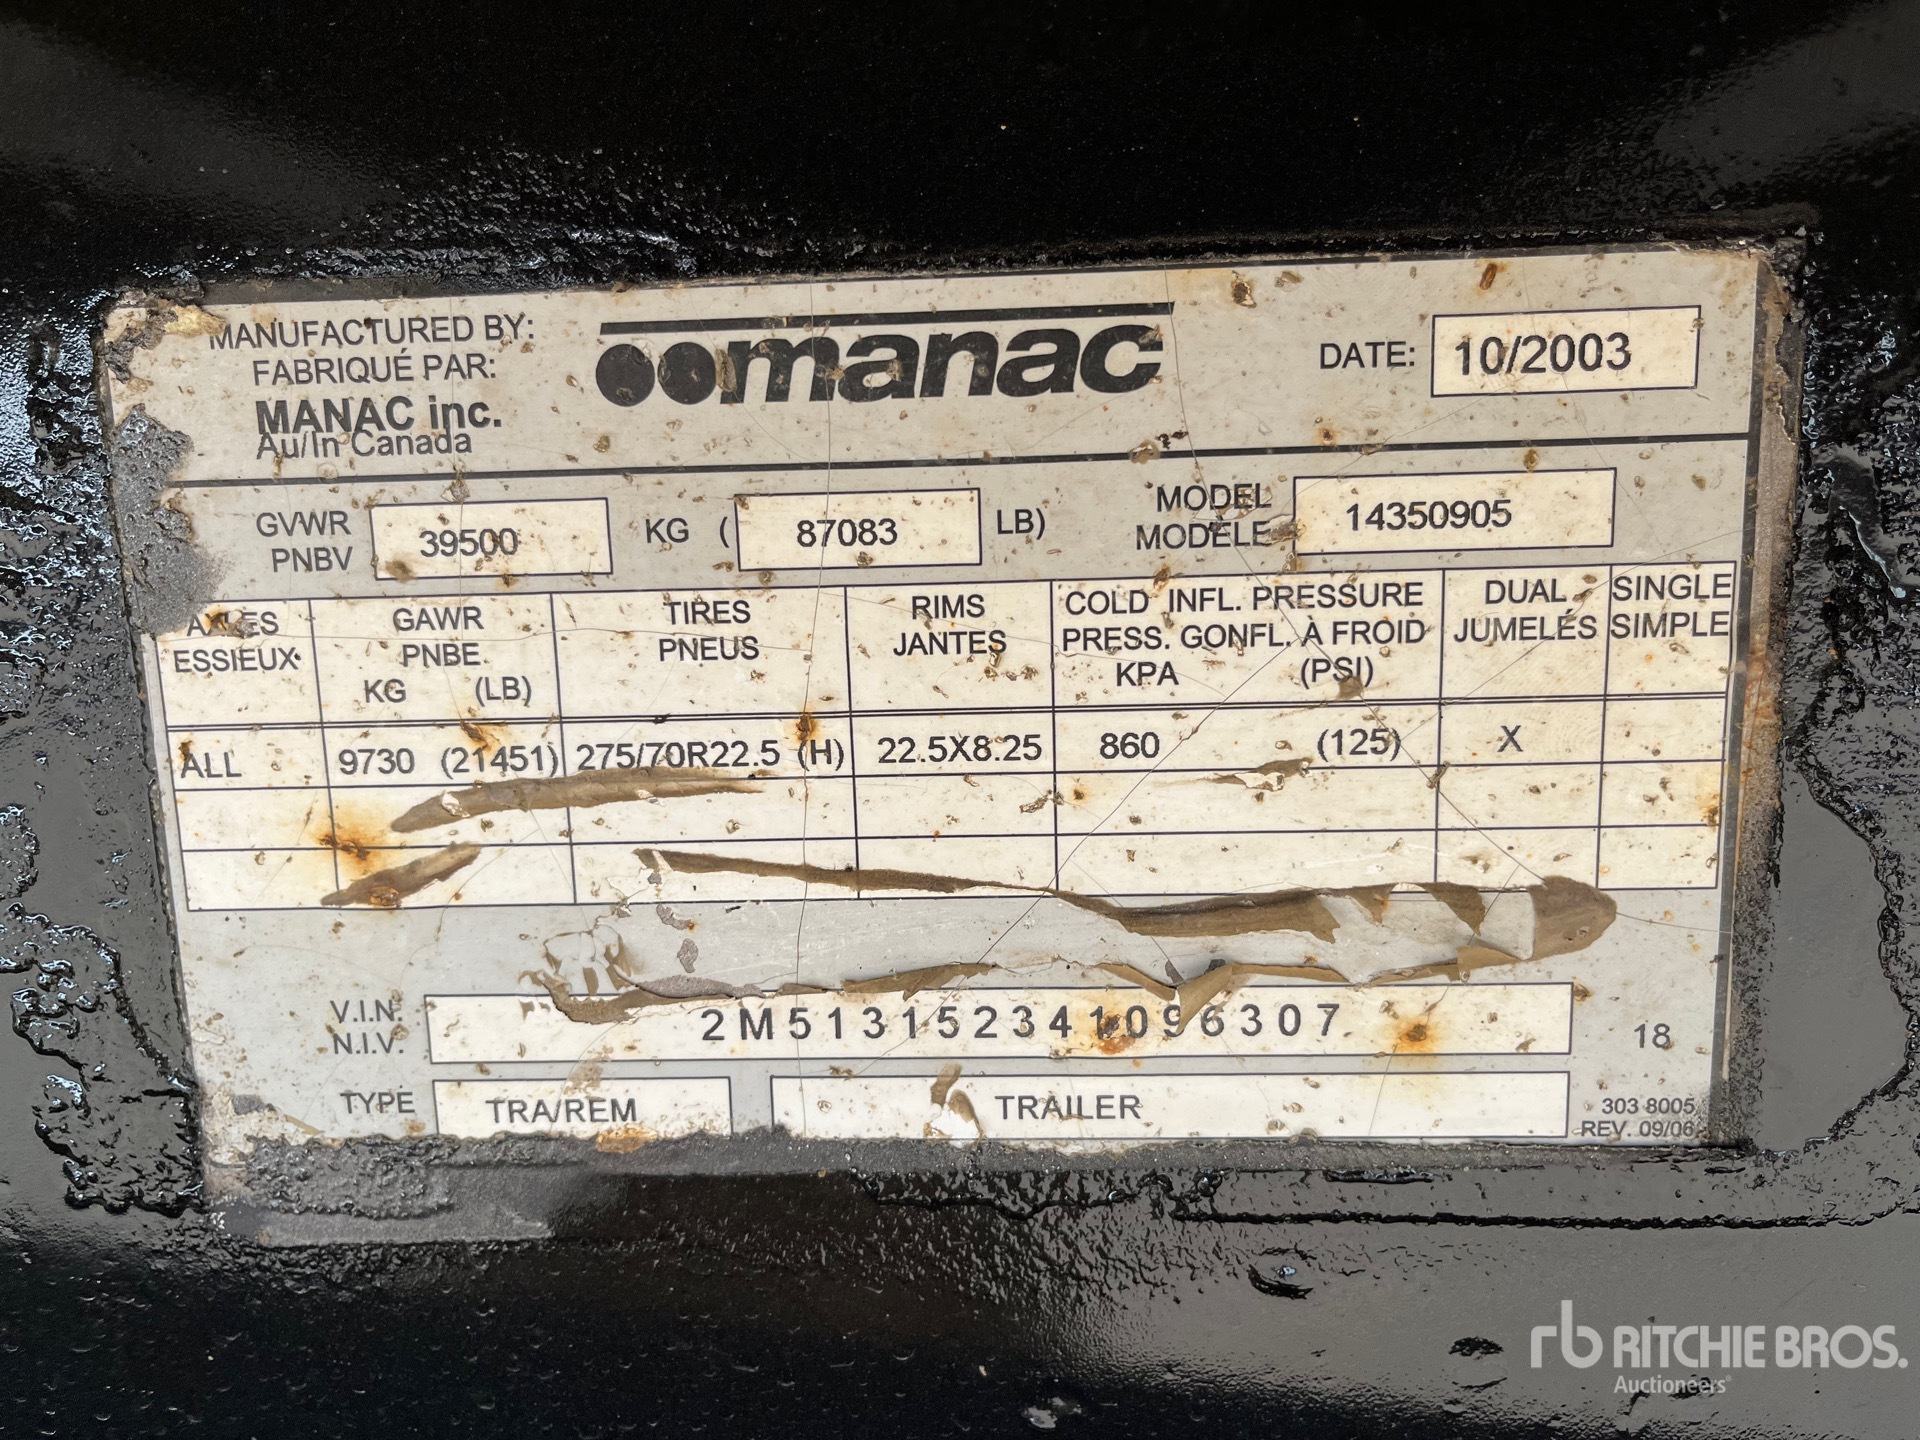 MANUFACTURED BY:
FABRIQUÉ PAR:
MANAC inc.
Au/In Canada
manac
DATE: 10/2003
GVWR
PNBV
39500 KG ( 87083 LB)
MODEL
MODÈLE
14350905
AXLES
ESSIEUX
GAWR
PNBE
KG (LB)
TIRES
PNEUS
RIMS
JANTES
COLD INFL. PRESSURE
PRESS. GONFL. À FROID
KPA (PSI)
DUAL
JUMELÉS
SINGLE
SIMPLE
ALL 9730 (21451) 275/70R22.5 (H) 22.5X8.25 860 (125) X
V.I.N.
N.I.V.
2M513152341096307
18
TYPE TRA/REM TRAILER
303 8005
REV. 09/06
rb RITCHIE BROS.
Auctioneers